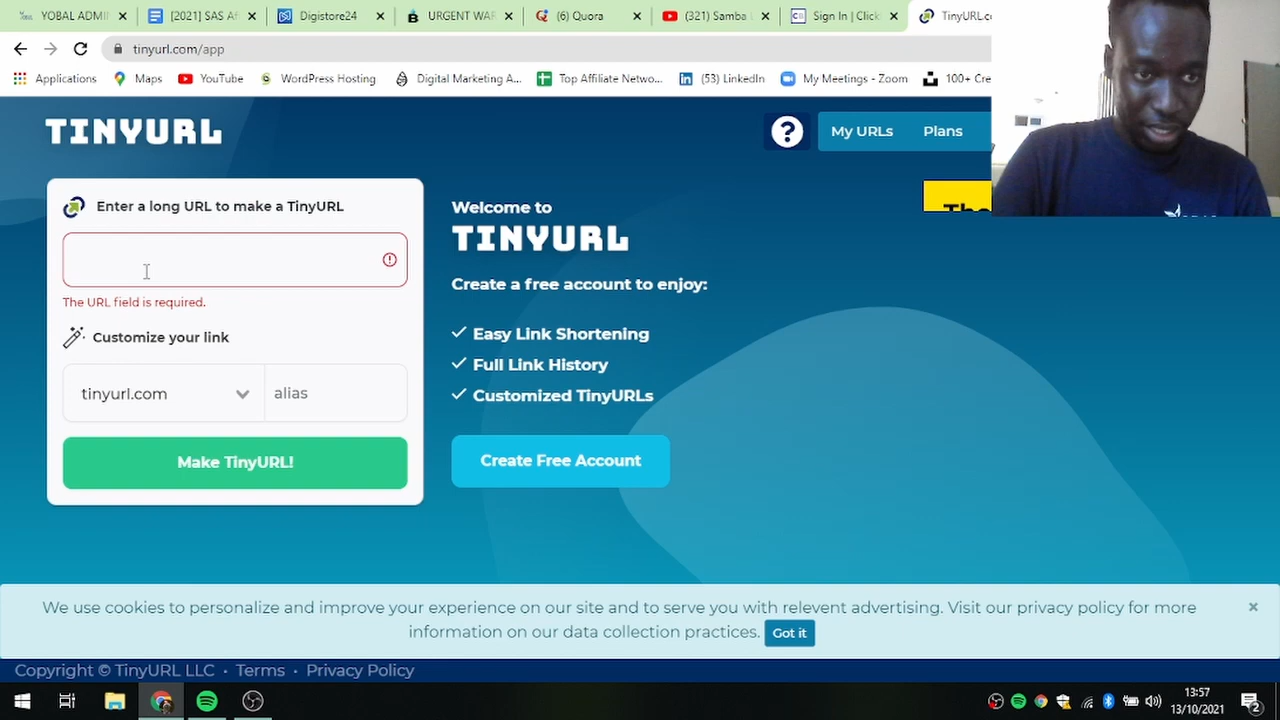 YOBAL ADMI
[2021] SAS Af
Digistore24
URGENT WAR
(6) Quora
(321) Samba
Sign In | Click
TinyURL.co
tinyurl.com/app
Applications
Maps
YouTube
WordPress Hosting
Digital Marketing A...
Top Affiliate Netwo...
(53) LinkedIn
My Meetings - Zoom
100+ Cre
TINYURL
?
My URLs
Plans
Enter a long URL to make a TinyURL
The URL field is required.
Customize your link
tinyurl.com
alias
Make TinyURL!
Welcome to
TINYURL
Create a free account to enjoy:
Easy Link Shortening
Full Link History
Customized TinyURLs
Create Free Account
We use cookies to personalize and improve your experience on our site and to serve you with relevent advertising. Visit our privacy policy for more
information on our data collection practices. Got it
Copyright © TinyURL LLC • Terms • Privacy Policy
13:57
13/10/2021
2